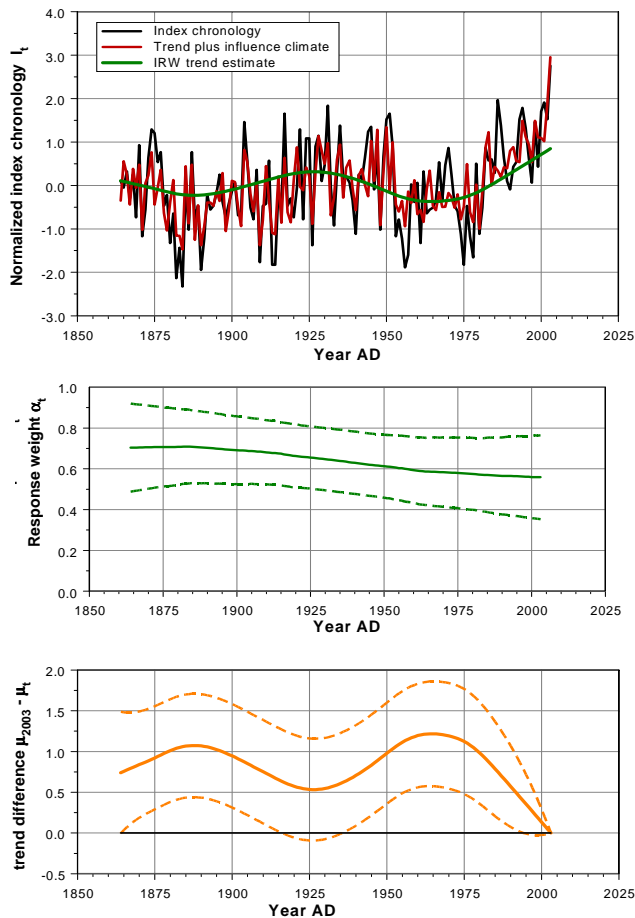 Index chronology
Trend plus influence climate
IRW trend estimate
Normalized index chronology I_t
4.0
3.0
2.0
1.0
0.0
-1.0
-2.0
-3.0
1850 1875 1900 1925 1950 1975 2000 2025
Year AD
Response weight α_t
1.0
0.8
0.6
0.4
0.2
0.0
1850 1875 1900 1925 1950 1975 2000 2025
Year AD
trend difference μ_2003 - μ_t
2.0
1.5
1.0
0.5
0.0
-0.5
1850 1875 1900 1925 1950 1975 2000 2025
Year AD